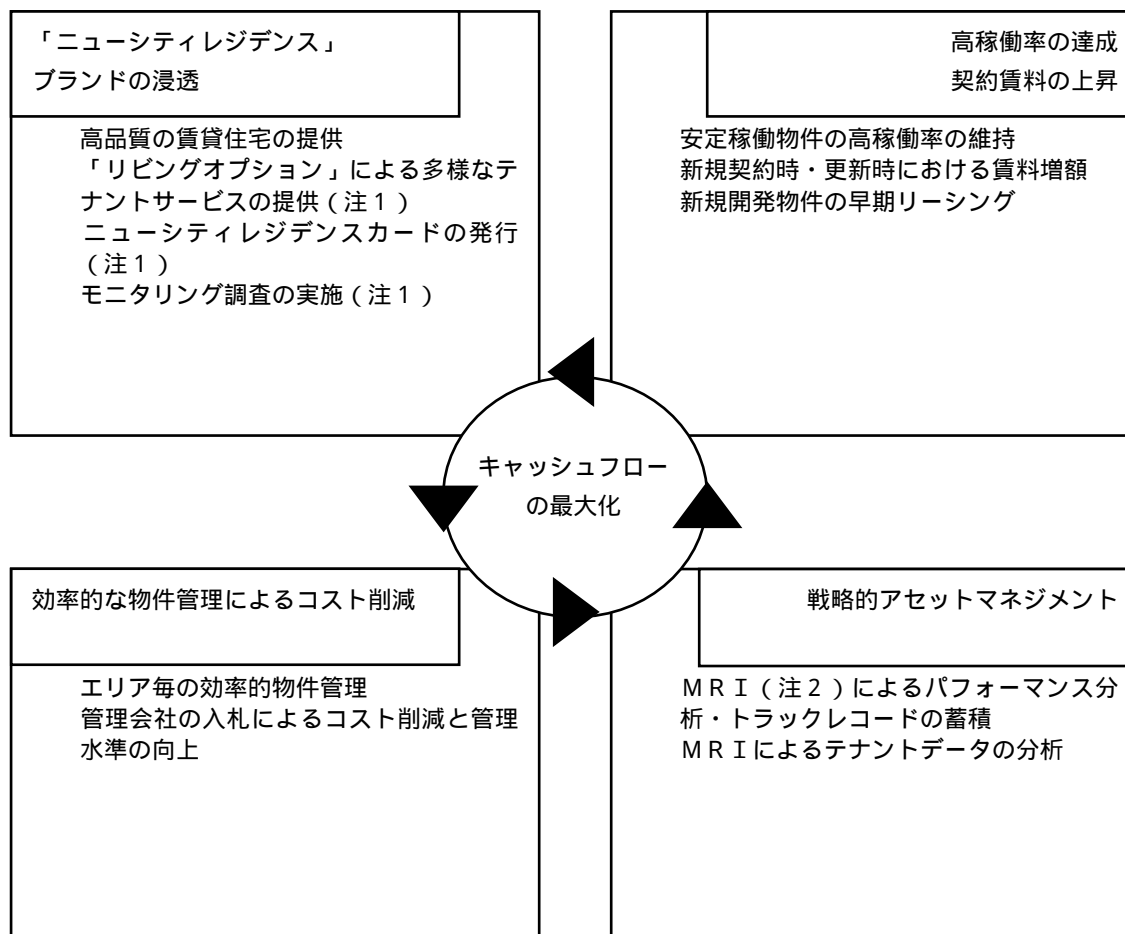 「ニューシティレジデンス」
ブランドの浸透
高品質の賃貸住宅の提供
「リビングオプション」による多様なテ
ナントサービスの提供（注１）
ニューシティレジデンスカードの発行
（注１）
モニタリング調査の実施（注１）
高稼働率の達成
契約賃料の上昇
安定稼働物件の高稼働率の維持
新規契約時・更新時における賃料増額
新規開発物件の早期リーシング
キャッシュフロー
の最大化
効率的な物件管理によるコスト削減
エリア毎の効率的物件管理
管理会社の入札によるコスト削減と管理
水準の向上
戦略的アセットマネジメント
ＭＲＩ（注２）によるパフォーマンス分
析・トラックレコードの蓄積
ＭＲＩによるテナントデータの分析